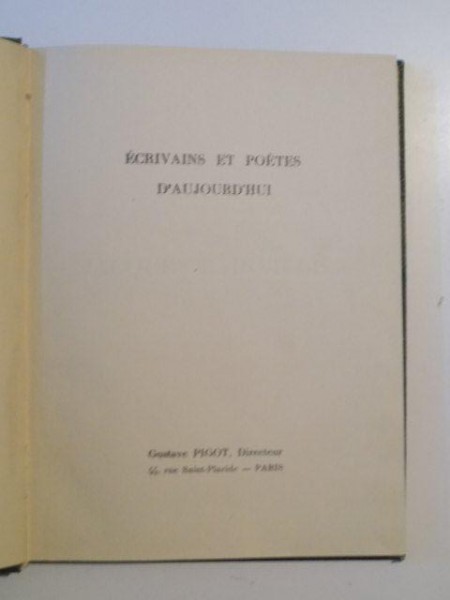 ÉCRIVAINS ET POÈTES
D'AUJOURD'HUI
Gustave PIGOT, Directeur
rue Saint-Placide — PARIS